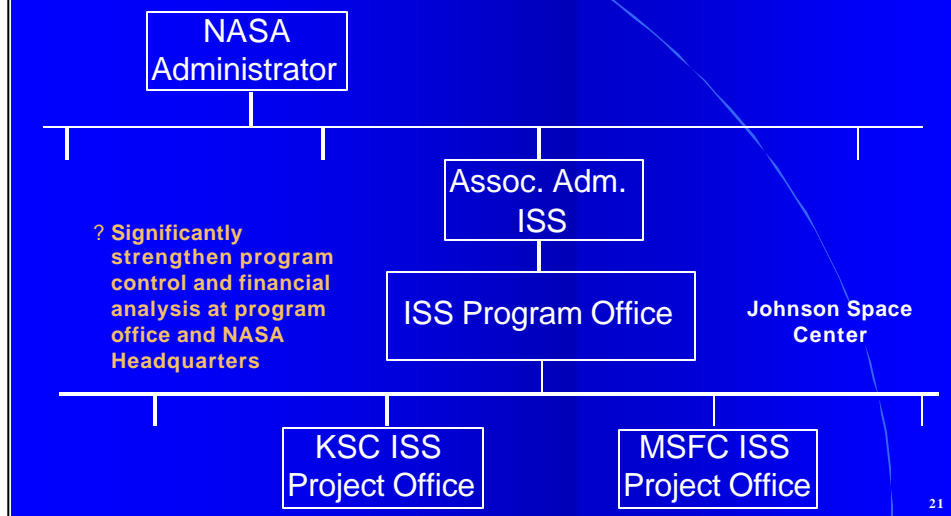 NASA
Administrator
Assoc. Adm.
ISS
? Significantly
strengthen program
control and financial
analysis at program
office and NASA
Headquarters
ISS Program Office
Johnson Space
Center
KSC ISS
Project Office
MSFC ISS
Project Office
21